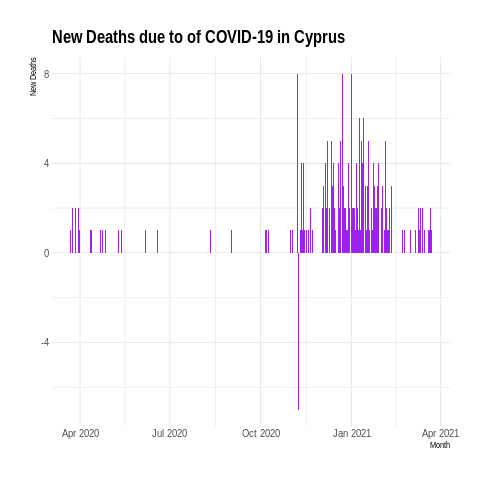 New Deaths due to of COVID-19 in Cyprus
New Deaths
8
4
0
-4
Apr 2020 Jul 2020 Oct 2020 Jan 2021 Apr 2021
Month